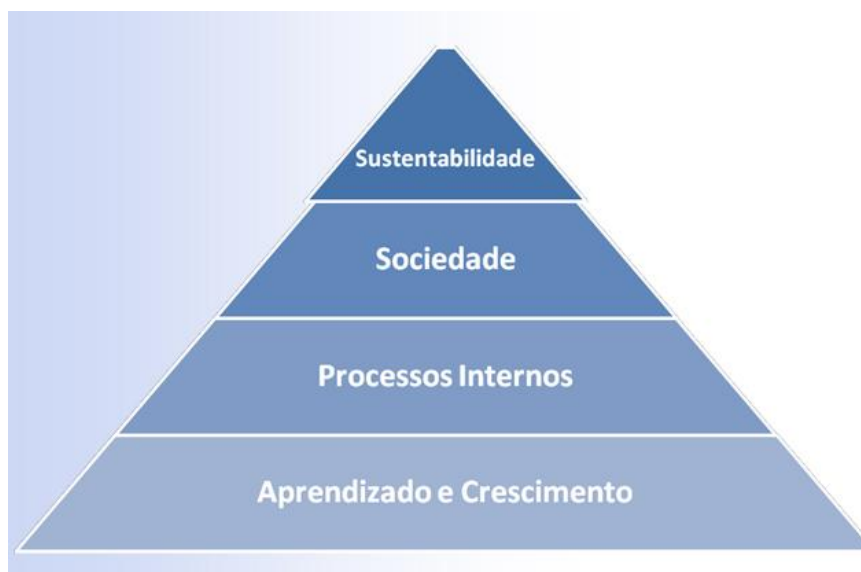 Sustentabilidade
Sociedade
Processos Internos
Aprendizado e Crescimento